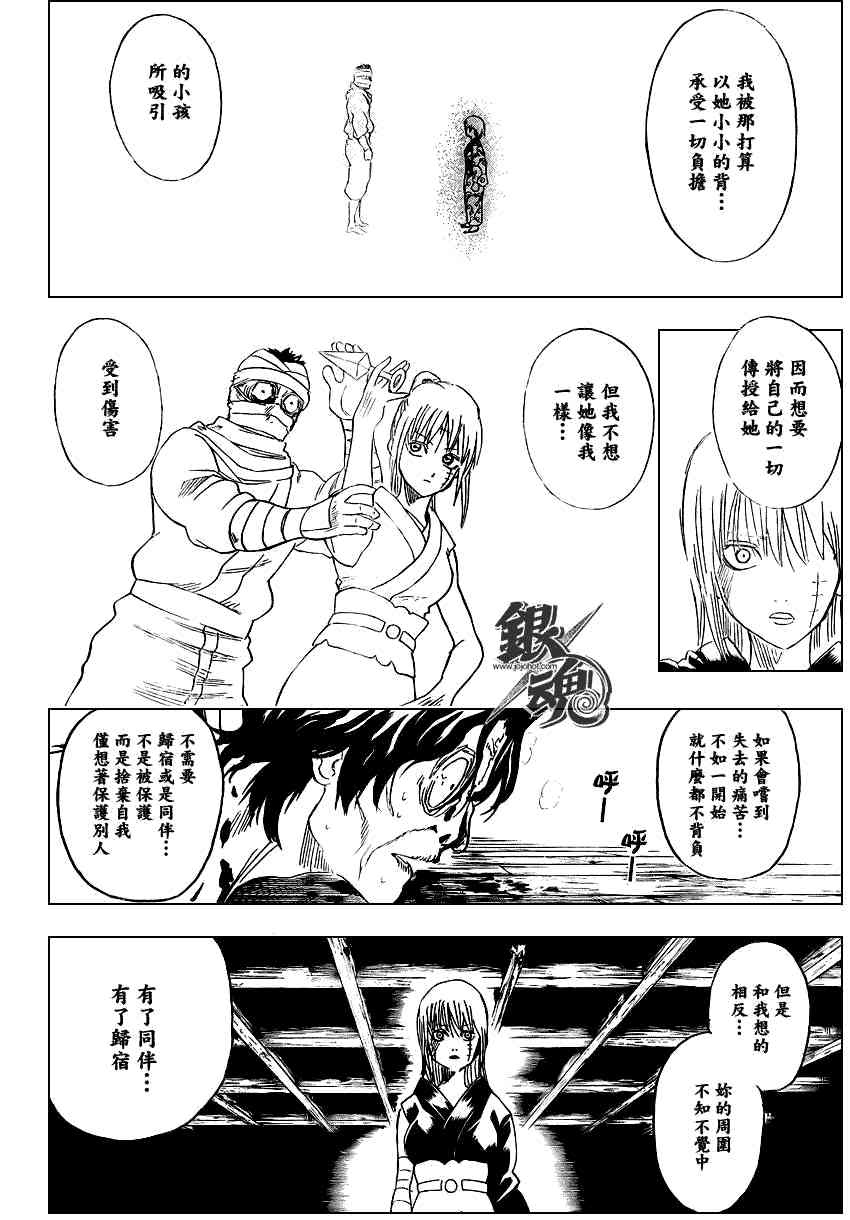 我被那打算
以她小小的背…
承受一切負擔
的小孩
所吸引
因而想要
將自己的一切
傳授給她
但我不想
讓她像我
一樣…
受到傷害
銀魂
www.jojohot.com
如果會嚐到
失去的痛苦…
不如一開始
就什麼都不背負
呼
呼
不需要
歸宿或是同伴…
不是被保護
而是捨棄自我
僅想著保護別人
但是
和我想的
相反…
妳的周圍
不知不覺中
有了同伴…
有了歸宿